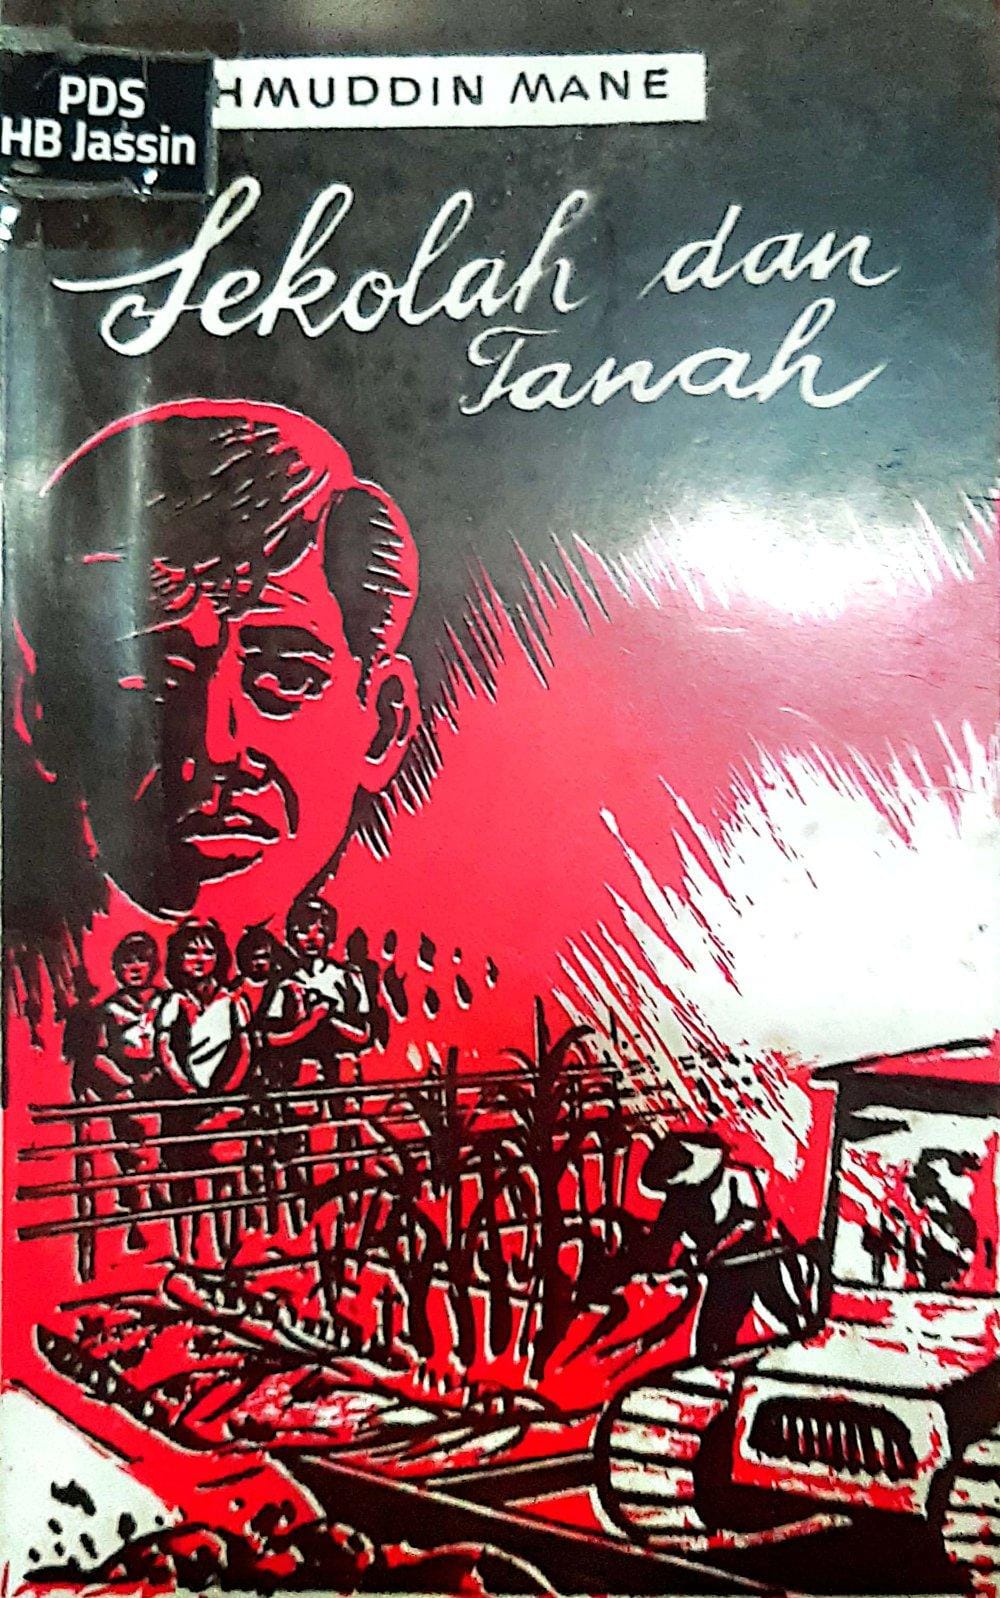 PDS
HB Jassin
HMUDDIN MANE
Sekolah dan
Tanah